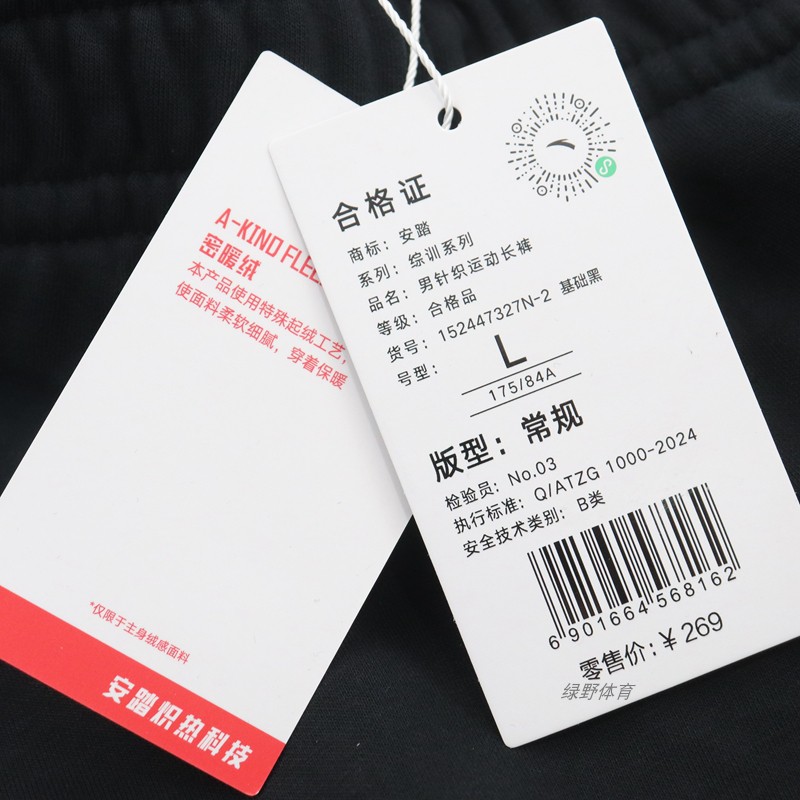 A-KIND FLEE
密暖绒
本产品使用特殊起绒工艺，
使面料柔软细腻，穿着保暖
*仅限于主身绒感面料
安踏炽热科技
合格证
商标：安踏
系列：综训系列
品名：男针织运动长裤
等级：合格品
货号：152447327N-2 基础黑
号型：L
175/84A
版型：常规
检验员：No.03
执行标准：Q/ATZG 1000-2024
安全技术类别：B类
6 901664 568162
零售价:￥269
绿野体育